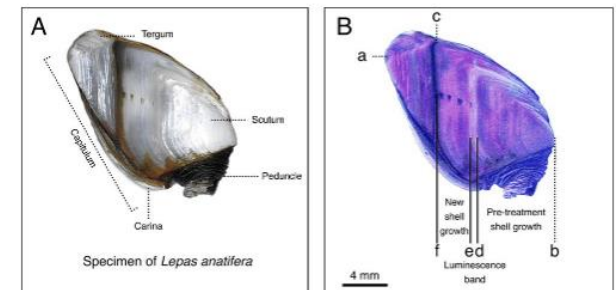 A
Tergum
Scutum
Capitulum
Peduncle
Carina
Specimen of Lepas anatifera
B
c
a
New
shell
growth
Pre-treatment
shell growth
f
e
d
b
Luminescence
band
4 mm